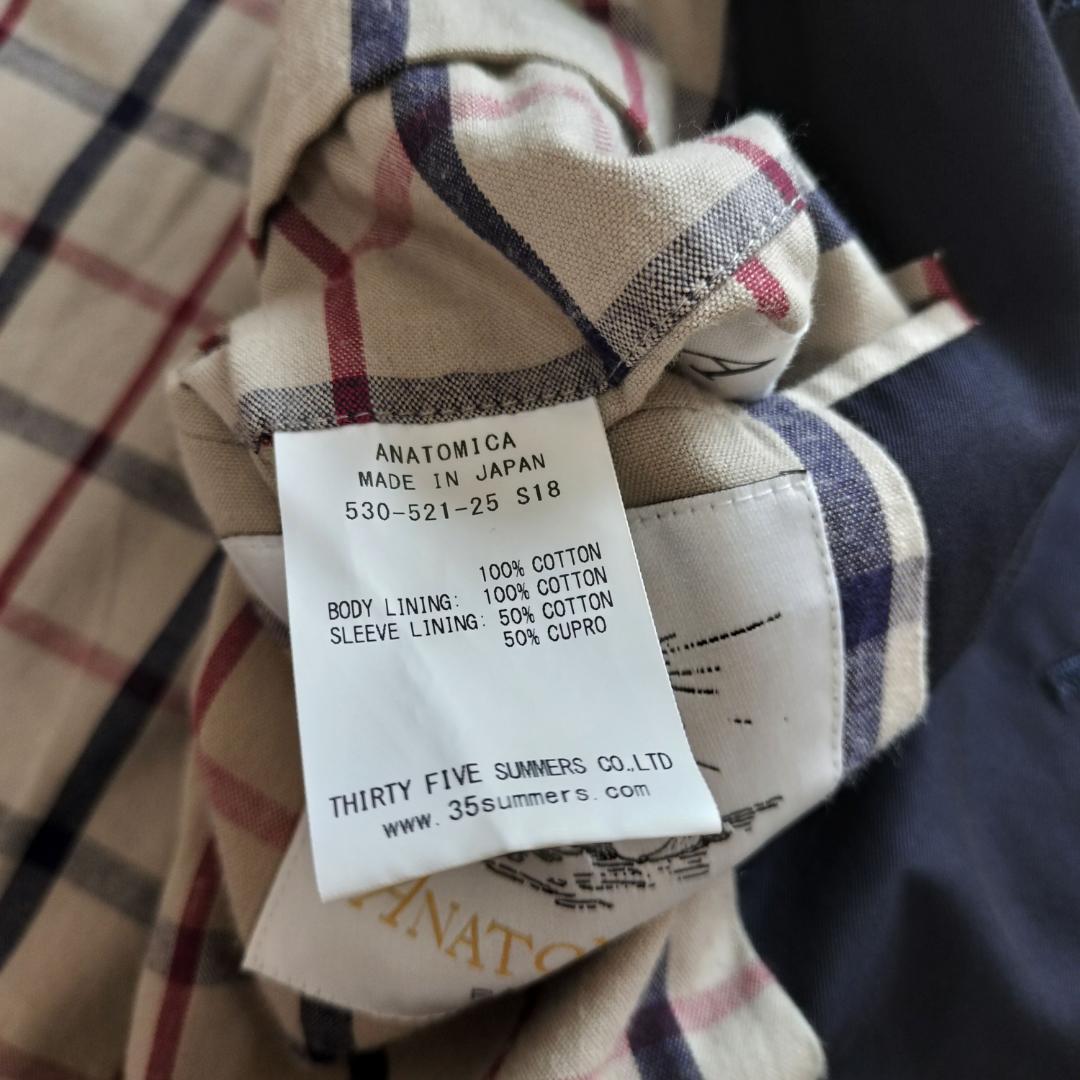 ANATOMICA
MADE IN JAPAN
530-521-25 S18
100% COTTON
BODY LINING: 100% COTTON
SLEEVE LINING: 50% COTTON
50% CUPRO
THIRTY FIVE SUMMERS CO.,LTD
www.35summers.com
ANATO